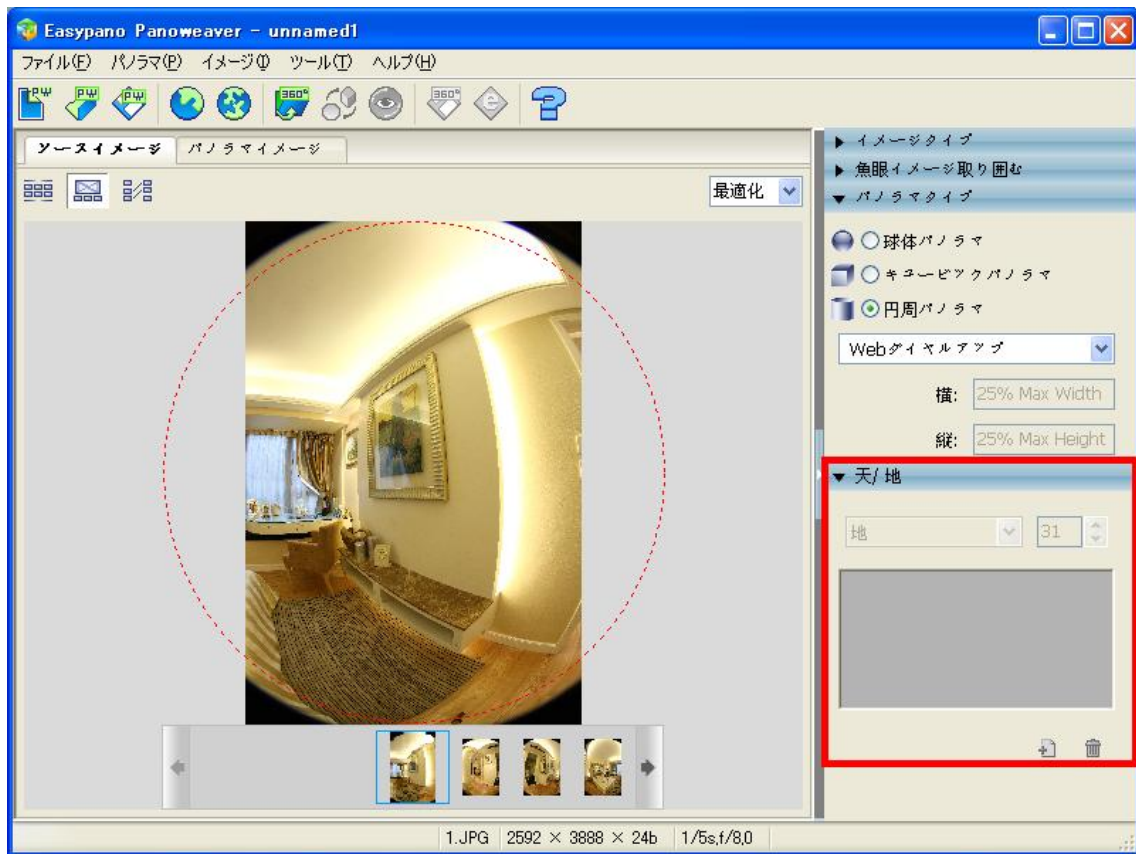 Easypano Panoweaver - unnamed1
ファイル(F) パノラマ(P) イメージ(I) ツール(T) ヘルプ(H)
PW PW PW 360° 360° e ?
ソースイメージ パノラマイメージ
最適化
イメージタイプ
魚眼イメージ取り囲む
パノラマタイプ
球体パノラマ
キュービックパノラマ
円周パノラマ
Webダイヤルアップ
横: 25% Max Width
縦: 25% Max Height
天/地
地 31
1.JPG 2592 × 3888 × 24b 1/5s,f/8,0